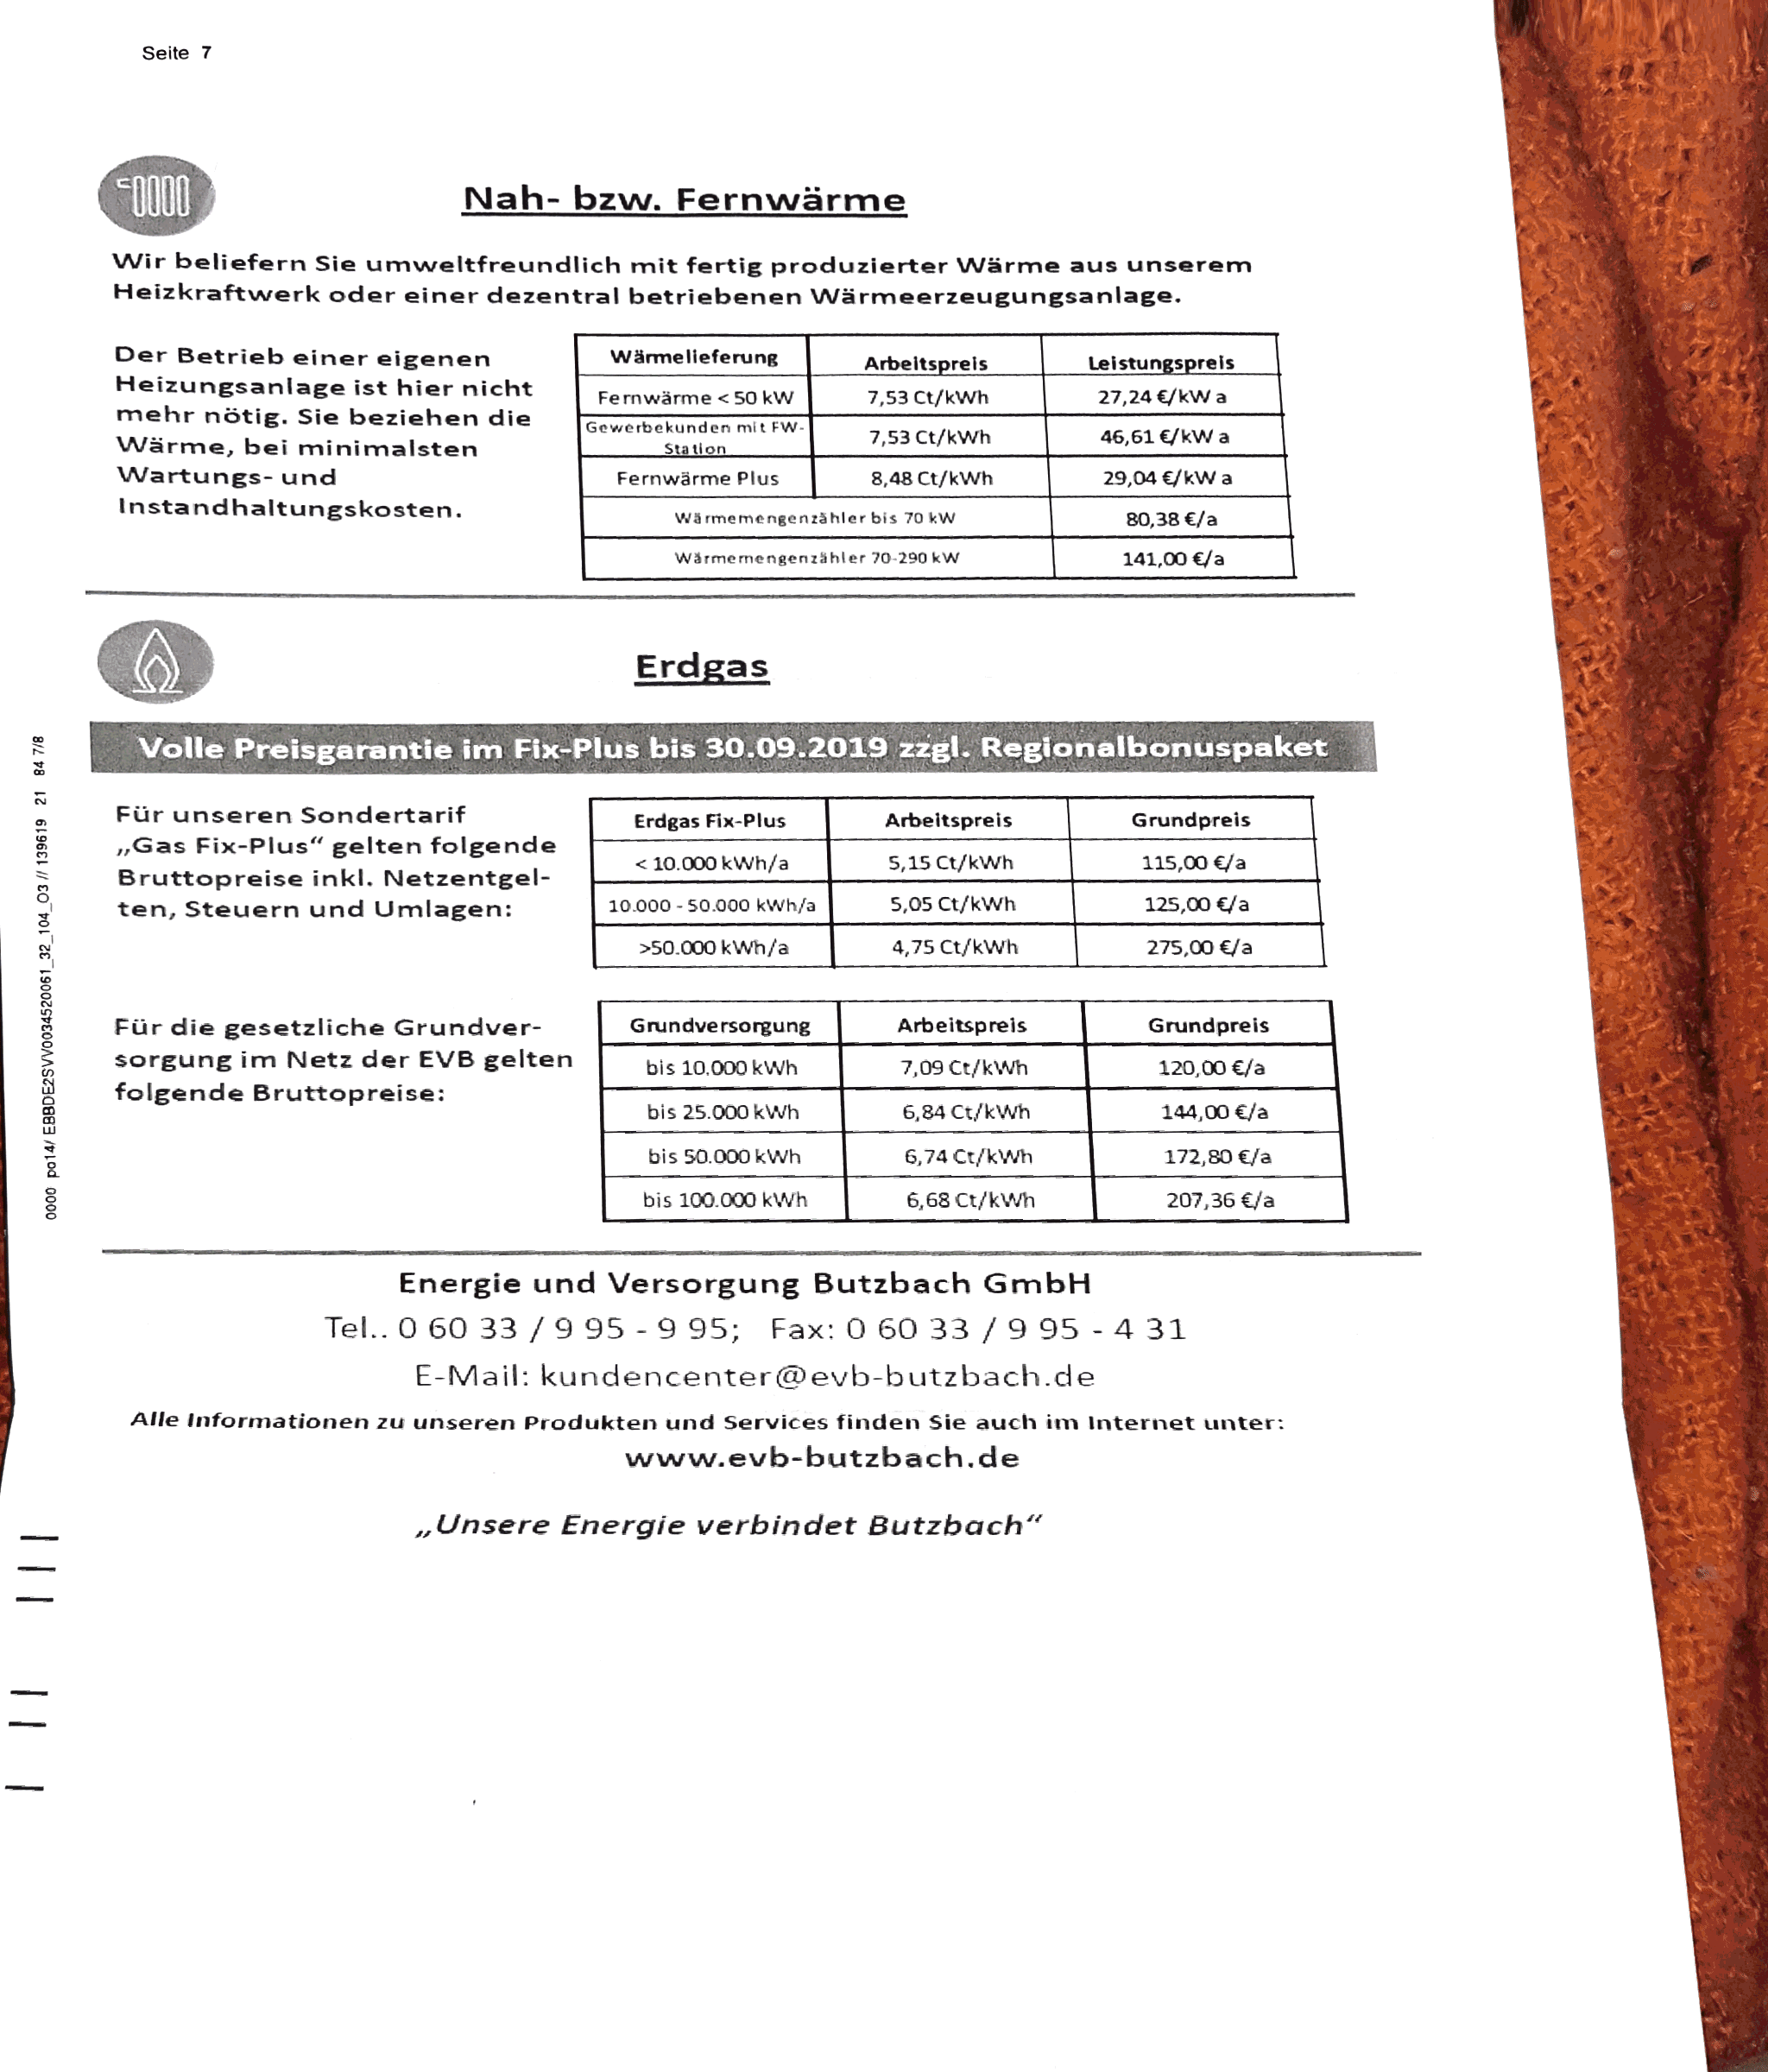 Seite 7
Nah- bzw. Fernwärme
Wir beliefern Sie umweltfreundlich mit fertig produzierter Wärme aus unserem
Heizkraftwerk oder einer dezentral betriebenen Wärmeerzeugungsanlage.
Der Betrieb einer eigenen
Heizungsanlage ist hier nicht
mehr nötig. Sie beziehen die
Wärme, bei minimalsten
Wartungs- und
Instandhaltungskosten.
Wärmelieferung Arbeitspreis Leistungspreis
Fernwärme < 50 kW 7,53 Ct/kWh 27,24 €/kW a
Gewerbekunden mit FW-
Station 7,53 Ct/kWh 46,61 €/kW a
Fernwärme Plus 8,48 Ct/kWh 29,04 €/kW a
Wärmemengenzähler bis 70 kW 80,38 €/a
Wärmemengenzähler 70-290 kW 141,00 €/a
Erdgas
Volle Preisgarantie im Fix-Plus bis 30.09.2019 zzgl. Regionalbonuspaket
Für unseren Sondertarif
„Gas Fix-Plus“ gelten folgende
Bruttopreise inkl. Netzentgel-
ten, Steuern und Umlagen:
Erdgas Fix-Plus Arbeitspreis Grundpreis
< 10.000 kWh/a 5,15 Ct/kWh 115,00 €/a
10.000 - 50.000 kWh/a 5,05 Ct/kWh 125,00 €/a
>50.000 kWh/a 4,75 Ct/kWh 275,00 €/a
Für die gesetzliche Grundver-
sorgung im Netz der EVB gelten
folgende Bruttopreise:
Grundversorgung Arbeitspreis Grundpreis
bis 10.000 kWh 7,09 Ct/kWh 120,00 €/a
bis 25.000 kWh 6,84 Ct/kWh 144,00 €/a
bis 50.000 kWh 6,74 Ct/kWh 172,80 €/a
bis 100.000 kWh 6,68 Ct/kWh 207,36 €/a
Energie und Versorgung Butzbach GmbH
Tel.. 0 60 33 / 9 95 - 9 95; Fax: 0 60 33 / 9 95 - 4 31
E-Mail: kundencenter@evb-butzbach.de
Alle Informationen zu unseren Produkten und Services finden Sie auch im Internet unter:
www.evb-butzbach.de
„Unsere Energie verbindet Butzbach“
0000 po14/ EBBDE2SVV0034520061_32_104_O3 // 139619 21 84 7/8